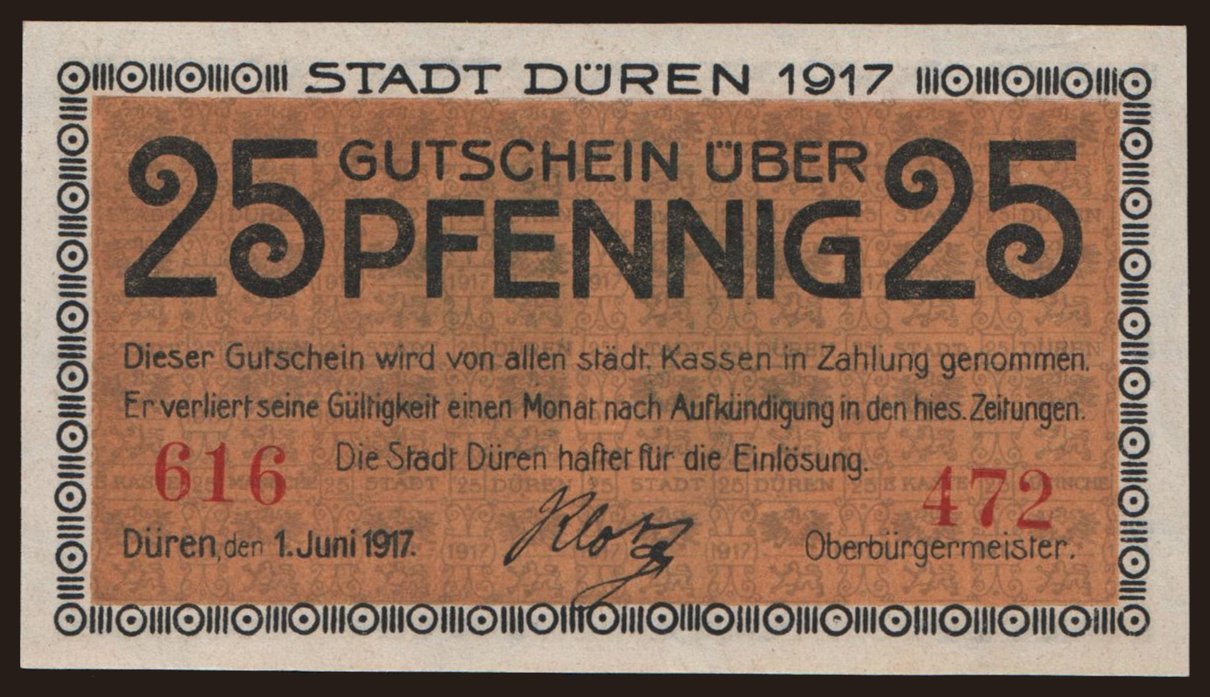 STADT DÜREN 1917
25 GUTSCHEIN ÜBER 25
PFENNIG
Dieser Gutschein wird von allen städt. Kassen in Zahlung genommen.
Er verliert seine Gültigkeit einen Monat nach Aufkündigung in den hies. Zeitungen.
Die Stadt Düren haftet für die Einlösung.
616
472
Düren, den 1. Juni 1917.
Klotz
Oberbürgermeister.